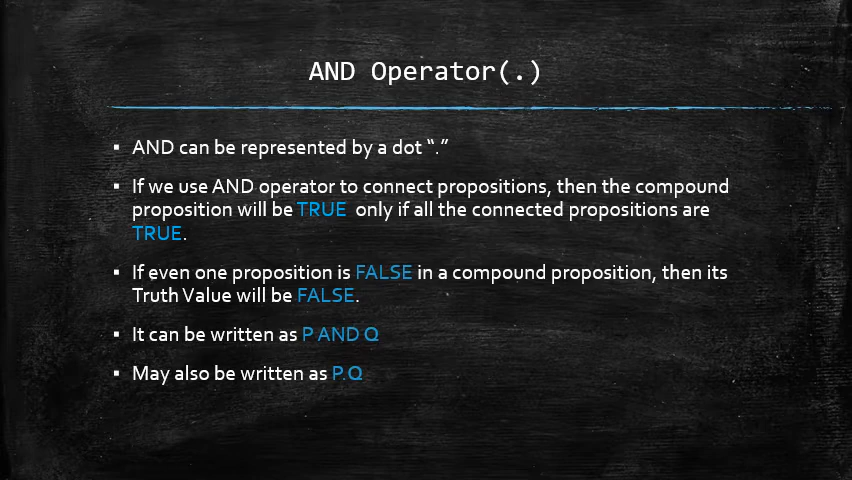 AND Operator(.)
▪ AND can be represented by a dot “.”
▪ If we use AND operator to connect propositions, then the compound
proposition will be TRUE only if all the connected propositions are
TRUE.
▪ If even one proposition is FALSE in a compound proposition, then its
Truth Value will be FALSE.
▪ It can be written as P AND Q
▪ May also be written as P.Q